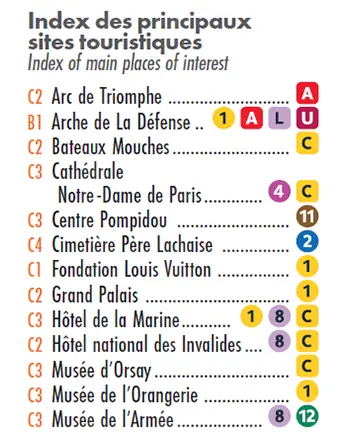 Index des principaux
sites touristiques
Index of main places of interest
C2 Arc de Triomphe ........................ A
B1 Arche de La Défense .. 1 A L U
C2 Bateaux Mouches ....................... C
C3 Cathédrale
Notre-Dame de Paris ............. 4 C
C3 Centre Pompidou ....................... 11
C4 Cimetière Père Lachaise ............... 2
C1 Fondation Louis Vuitton ............... 1
C2 Grand Palais ............................. 1
C3 Hôtel de la Marine .......... 1 8 C
C2 Hôtel national des Invalides .... 8 C
C3 Musée d'Orsay ........................... C
C3 Musée de l'Orangerie .................. 1
C3 Musée de l'Armée ................. 8 12